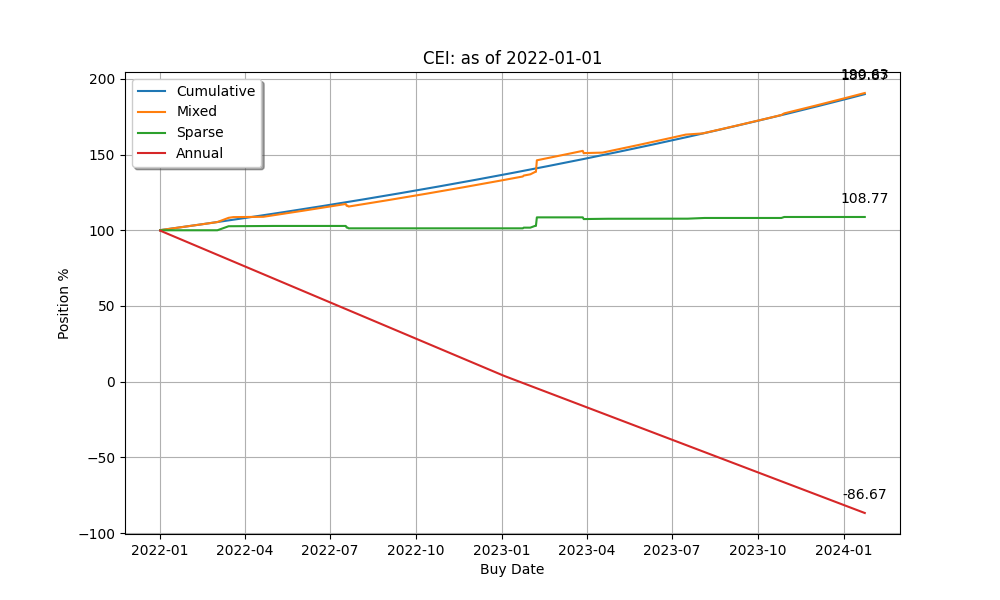 CEI: as of 2022-01-01
Cumulative
Mixed
Sparse
Annual
108.77
-86.67
Position %
200
150
100
50
0
−50
−100
2022-01 2022-04 2022-07 2022-10 2023-01 2023-04 2023-07 2023-10 2024-01
Buy Date